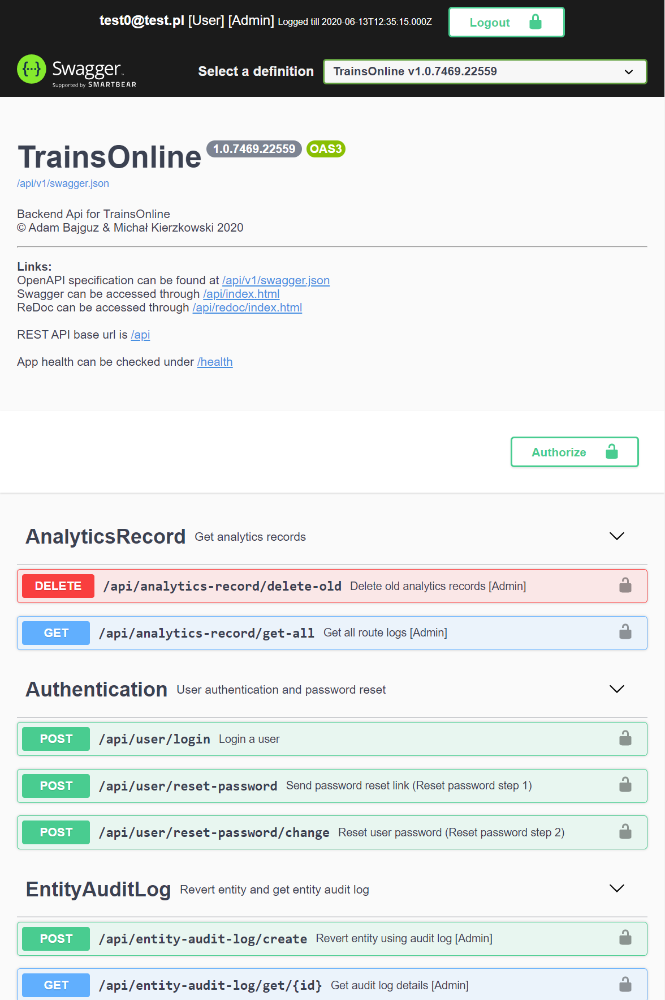 test0@test.pl [User] [Admin] Logged till 2020-06-13T12:35:15.000Z Logout
{...} Swagger™
Supported by SMARTBEAR
Select a definition TrainsOnline v1.0.7469.22559
TrainsOnline 1.0.7469.22559 OAS3
/api/v1/swagger.json
Backend Api for TrainsOnline
© Adam Bajguz & Michał Kierzkowski 2020
Links:
OpenAPI specification can be found at /api/v1/swagger.json
Swagger can be accessed through /api/index.html
ReDoc can be accessed through /api/redoc/index.html
REST API base url is /api
App health can be checked under /health
Authorize
AnalyticsRecord Get analytics records
DELETE /api/analytics-record/delete-old Delete old analytics records [Admin]
GET /api/analytics-record/get-all Get all route logs [Admin]
Authentication User authentication and password reset
POST /api/user/login Login a user
POST /api/user/reset-password Send password reset link (Reset password step 1)
POST /api/user/reset-password/change Reset user password (Reset password step 2)
EntityAuditLog Revert entity and get entity audit log
POST /api/entity-audit-log/create Revert entity using audit log [Admin]
GET /api/entity-audit-log/get/{id} Get audit log details [Admin]